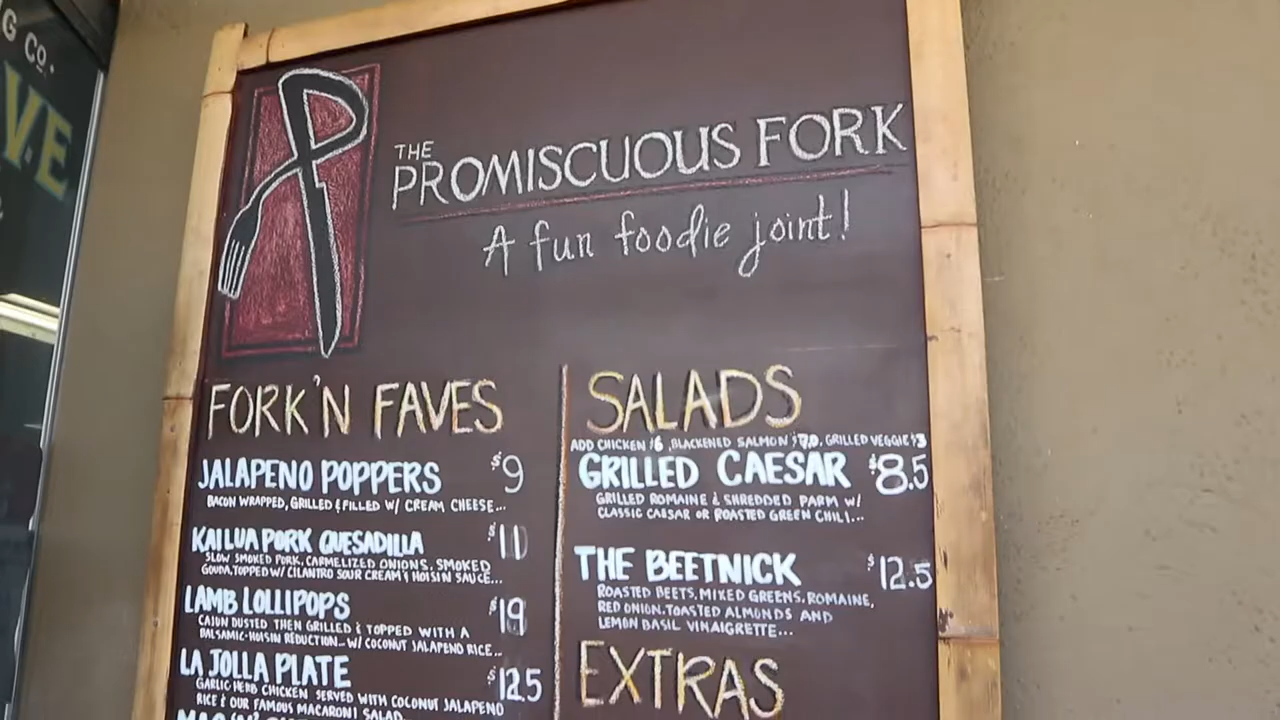 G CO.
VE
THE
PROMISCUOUS FORK
A fun foodie joint!
FORK'N FAVES
JALAPENO POPPERS $9
BACON WRAPPED, GRILLED & FILLED W/ CREAM CHEESE...
KAILUA PORK QUESADILLA $11
SLOW SMOKED PORK, CARMELIZED ONIONS, SMOKED
GOUDA, TOPPED W/ CILANTRO SOUR CREAM & HOISIN SAUCE...
LAMB LOLLIPOPS $19
CAJUN DUSTED THEN GRILLED & TOPPED WITH A
BALSAMIC-HOISIN REDUCTION... W/ COCONUT JALAPENO RICE...
LA JOLLA PLATE $12.5
GARLIC HERB CHICKEN SERVED WITH COCONUT JALAPENO
RICE & OUR FAMOUS MACARONI SALAD
SALADS
ADD CHICKEN $6, BLACKENED SALMON, GRILLED VEGGIE $3
GRILLED CAESAR $8.5
GRILLED ROMAINE & SHREDDED PARM W/
CLASSIC CAESAR OR ROASTED GREEN CHILI...
THE BEETNICK $12.5
ROASTED BEETS, MIXED GREENS, ROMAINE,
RED ONION, TOASTED ALMONDS AND
LEMON BASIL VINAIGRETTE...
EXTRAS